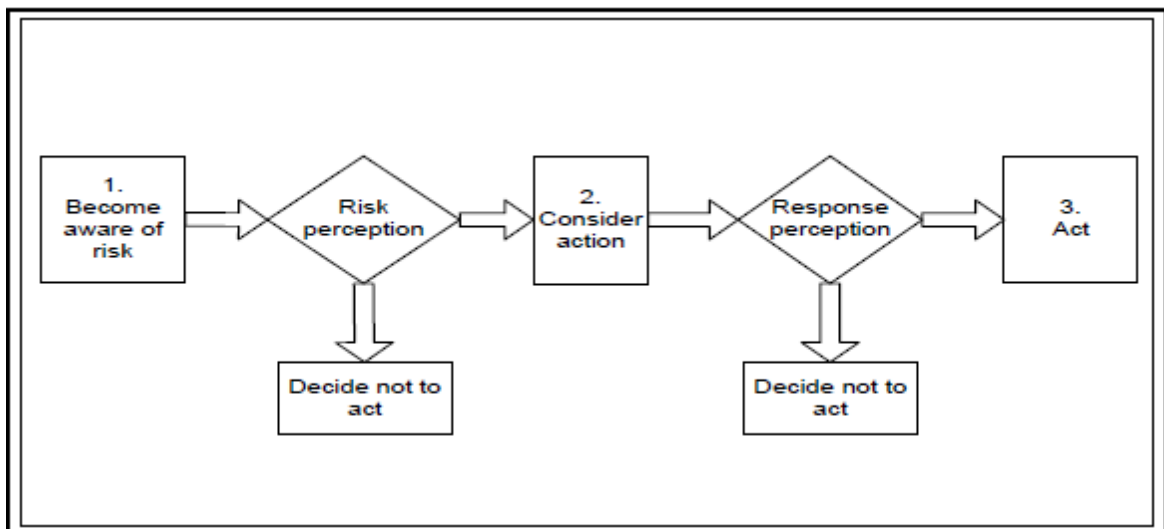 1.
Become
aware of
risk
Risk
perception
2.
Consider
action
Response
perception
3.
Act
Decide not to
act
Decide not to
act